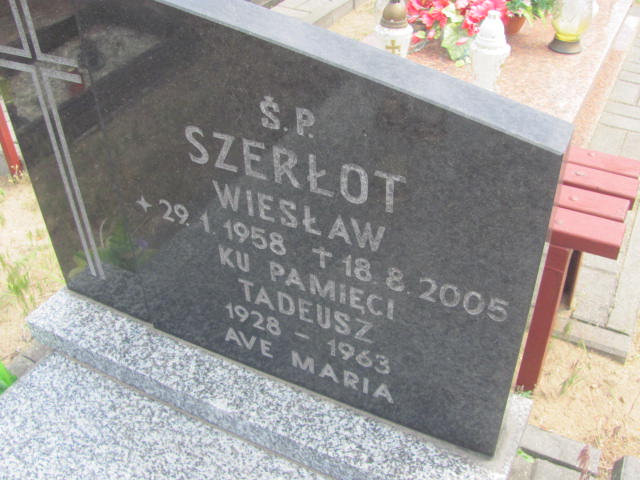 Ś.P.
SZERŁOT
WIESŁAW
+ 29.1.1958 + 18.8.2005
KU PAMIĘCI
TADEUSZ
1928 - 1963
AVE MARIA